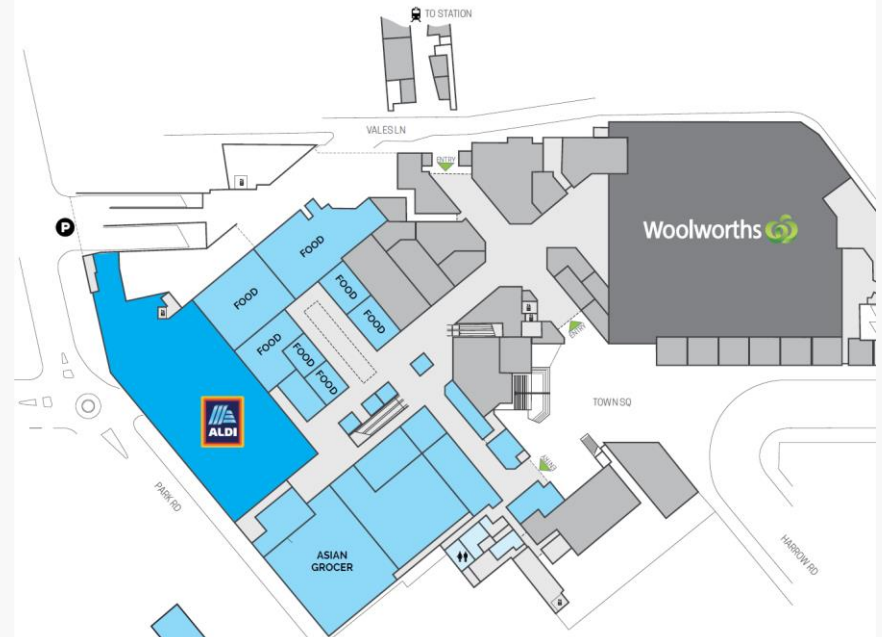 TO STATION
VALES LN
ENTRY
P
Woolworths
FOOD
FOOD
FOOD
FOOD
FOOD
FOOD
FOOD
ENTRY
TOWN SQ
ALDI
ENTRY
PARK RD
ASIAN
GROCER
HARROW RD